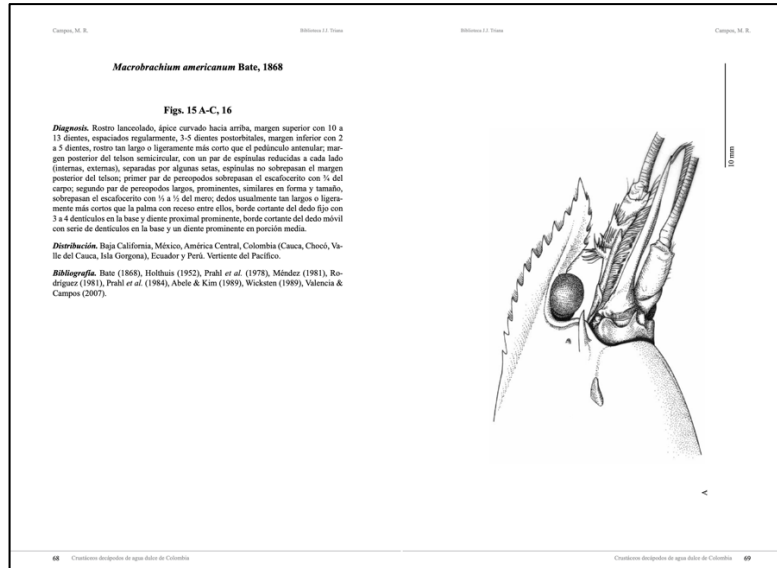 Campos, M. R.
Biblioteca J.J. Triana
Macrobrachium americanum Bate, 1868
Figs. 15 A-C, 16
Diagnosis. Rostro lanceolado, ápice curvado hacia arriba, margen superior con 10 a
13 dientes, espaciados regularmente, 3-5 dientes postorbitales, margen inferior con 2
a 5 dientes, rostro tan largo o ligeramente más corto que el pedúnculo antenular; mar-
gen posterior del telson semicircular, con un par de espínulas reducidas a cada lado
(internas, externas), separadas por algunas setas, espínulas no sobrepasan el margen
posterior del telson; primer par de pereopodos sobrepasan el escafocerito con ¾ del
carpo; segundo par de pereopodos largos, prominentes, similares en forma y tamaño,
sobrepasan el escafocerito con ⅓ a ½ del mero; dedos usualmente tan largos o ligera-
mente más cortos que la palma con receso entre ellos, borde cortante del dedo fijo con
3 a 4 dentículos en la base y diente proximal prominente, borde cortante del dedo móvil
con serie de dentículos en la base y un diente prominente en porción media.
Distribución. Baja California, México, América Central, Colombia (Cauca, Chocó, Va-
lle del Cauca, Isla Gorgona), Ecuador y Perú. Vertiente del Pacífico.
Bibliografía. Bate (1868), Holthuis (1952), Prahl et al. (1978), Méndez (1981), Ro-
dríguez (1981), Prahl et al. (1984), Abele & Kim (1989), Wicksten (1989), Valencia &
Campos (2007).
68 Crustáceos decápodos de agua dulce de Colombia
Biblioteca J.J. Triana
Campos, M. R.
10 mm
A
Crustáceos decápodos de agua dulce de Colombia 69